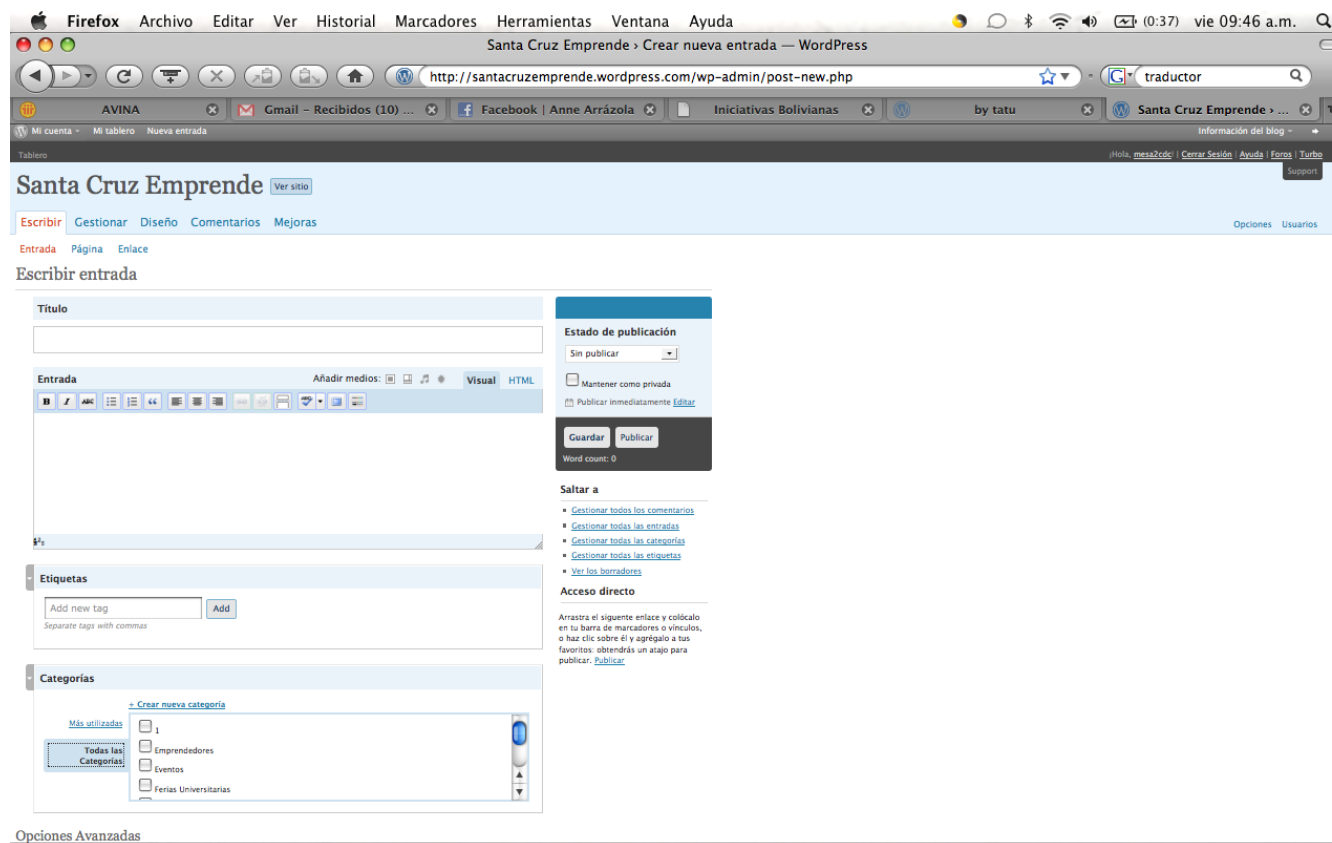 Firefox Archivo Editar Ver Historial Marcadores Herramientas Ventana Ayuda (0:37) vie 09:46 a.m.
Santa Cruz Emprende › Crear nueva entrada — WordPress
http://santacruzemprende.wordpress.com/wp-admin/post-new.php traductor
AVINA Gmail – Recibidos (10) ... Facebook | Anne Arrázola Iniciativas Bolivianas by tatu Santa Cruz Emprende › ...
Mi cuenta Mi tablero Nueva entrada Información del blog
Tablero ¡Hola, mesa2cdc! | Cerrar Sesión | Ayuda | Foros | Turbo
Santa Cruz Emprende Ver sitio Support
Escribir Gestionar Diseño Comentarios Mejoras Opciones Usuarios
Entrada Página Enlace
Escribir entrada
Título
Entrada Añadir medios: Visual HTML
B I ABC
Etiquetas
Add new tag Add
Separate tags with commas
Categorías
+ Crear nueva categoría
Más utilizadas
Todas las Categorías
1
Emprendedores
Eventos
Ferias Universitarias
Estado de publicación
Sin publicar
Mantener como privada
Publicar inmediatamente Editar
Guardar Publicar
Word count: 0
Saltar a
Gestionar todos los comentarios
Gestionar todas las entradas
Gestionar todas las categorías
Gestionar todas las etiquetas
Ver los borradores
Acceso directo
Arrastra el siguente enlace y colócalo
en tu barra de marcadores o vínculos,
o haz clic sobre él y agrégalo a tus
favoritos: obtendrás un atajo para
publicar. Publicar
Opciones Avanzadas